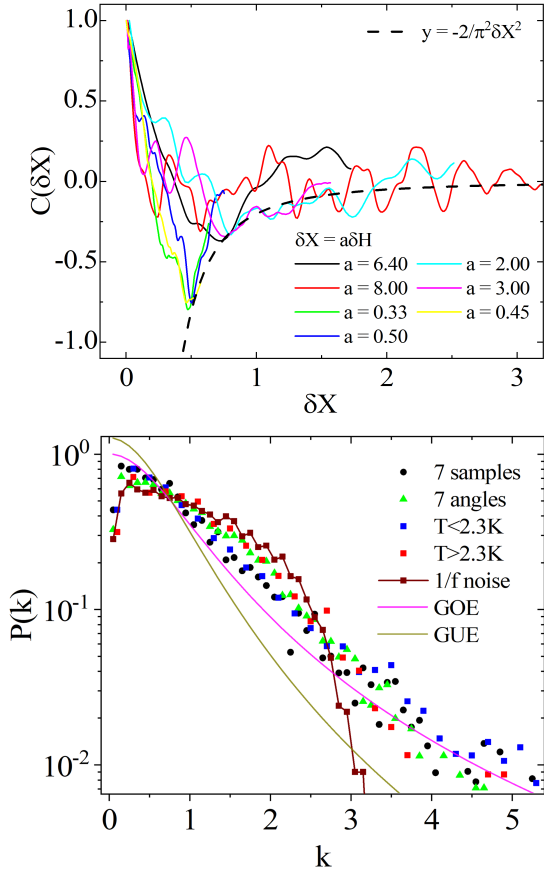 y = -2/π²δX²
1.0
0.5
0.0
-0.5
-1.0
C(δX)
δX = aδH
a = 6.40
a = 2.00
a = 8.00
a = 3.00
a = 0.33
a = 0.45
a = 0.50
0 1 2 3
δX
10⁰
10⁻¹
10⁻²
P(k)
7 samples
7 angles
T<2.3K
T>2.3K
1/f noise
GOE
GUE
0 1 2 3 4 5
k